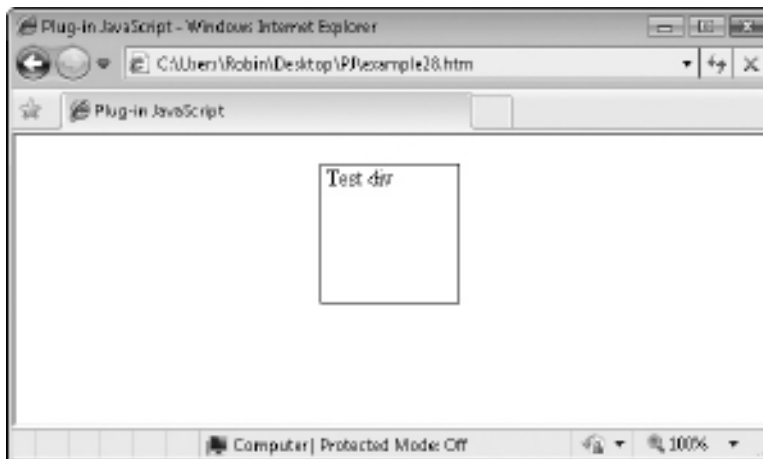 Plug-in JavaScript - Windows Internet Explorer
C:\Users\Robin\Desktop\PJ\example28.htm
Plug-in JavaScript
Test div
Computer | Protected Mode: Off
100%